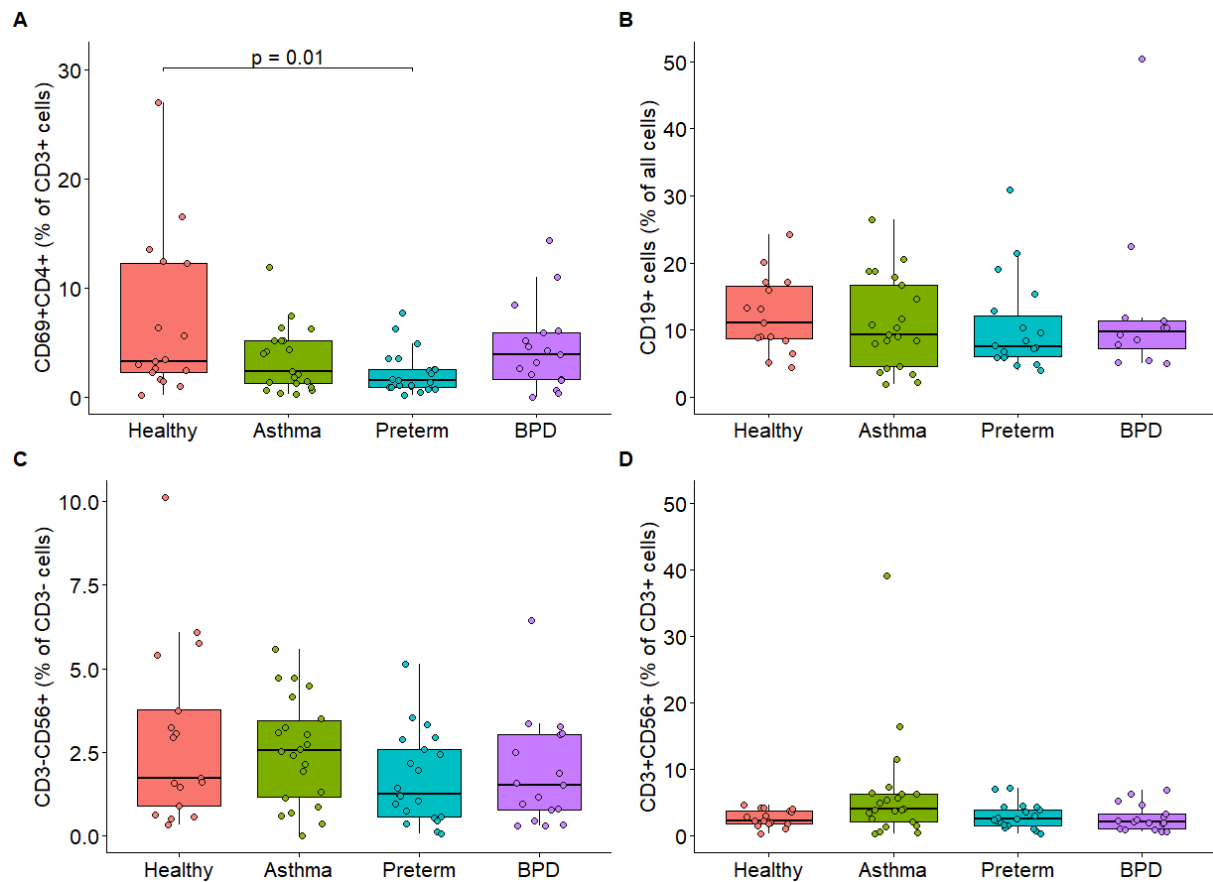 A
CD69+CD4+ (% of CD3+ cells)
30
20
10
0
p = 0.01
Healthy Asthma Preterm BPD
B
CD19+ cells (% of all cells)
50
40
30
20
10
0
Healthy Asthma Preterm BPD
C
CD3-CD56+ (% of CD3- cells)
10.0
7.5
5.0
2.5
0.0
Healthy Asthma Preterm BPD
D
CD3+CD56+ (% of CD3+ cells)
50
40
30
20
10
0
Healthy Asthma Preterm BPD